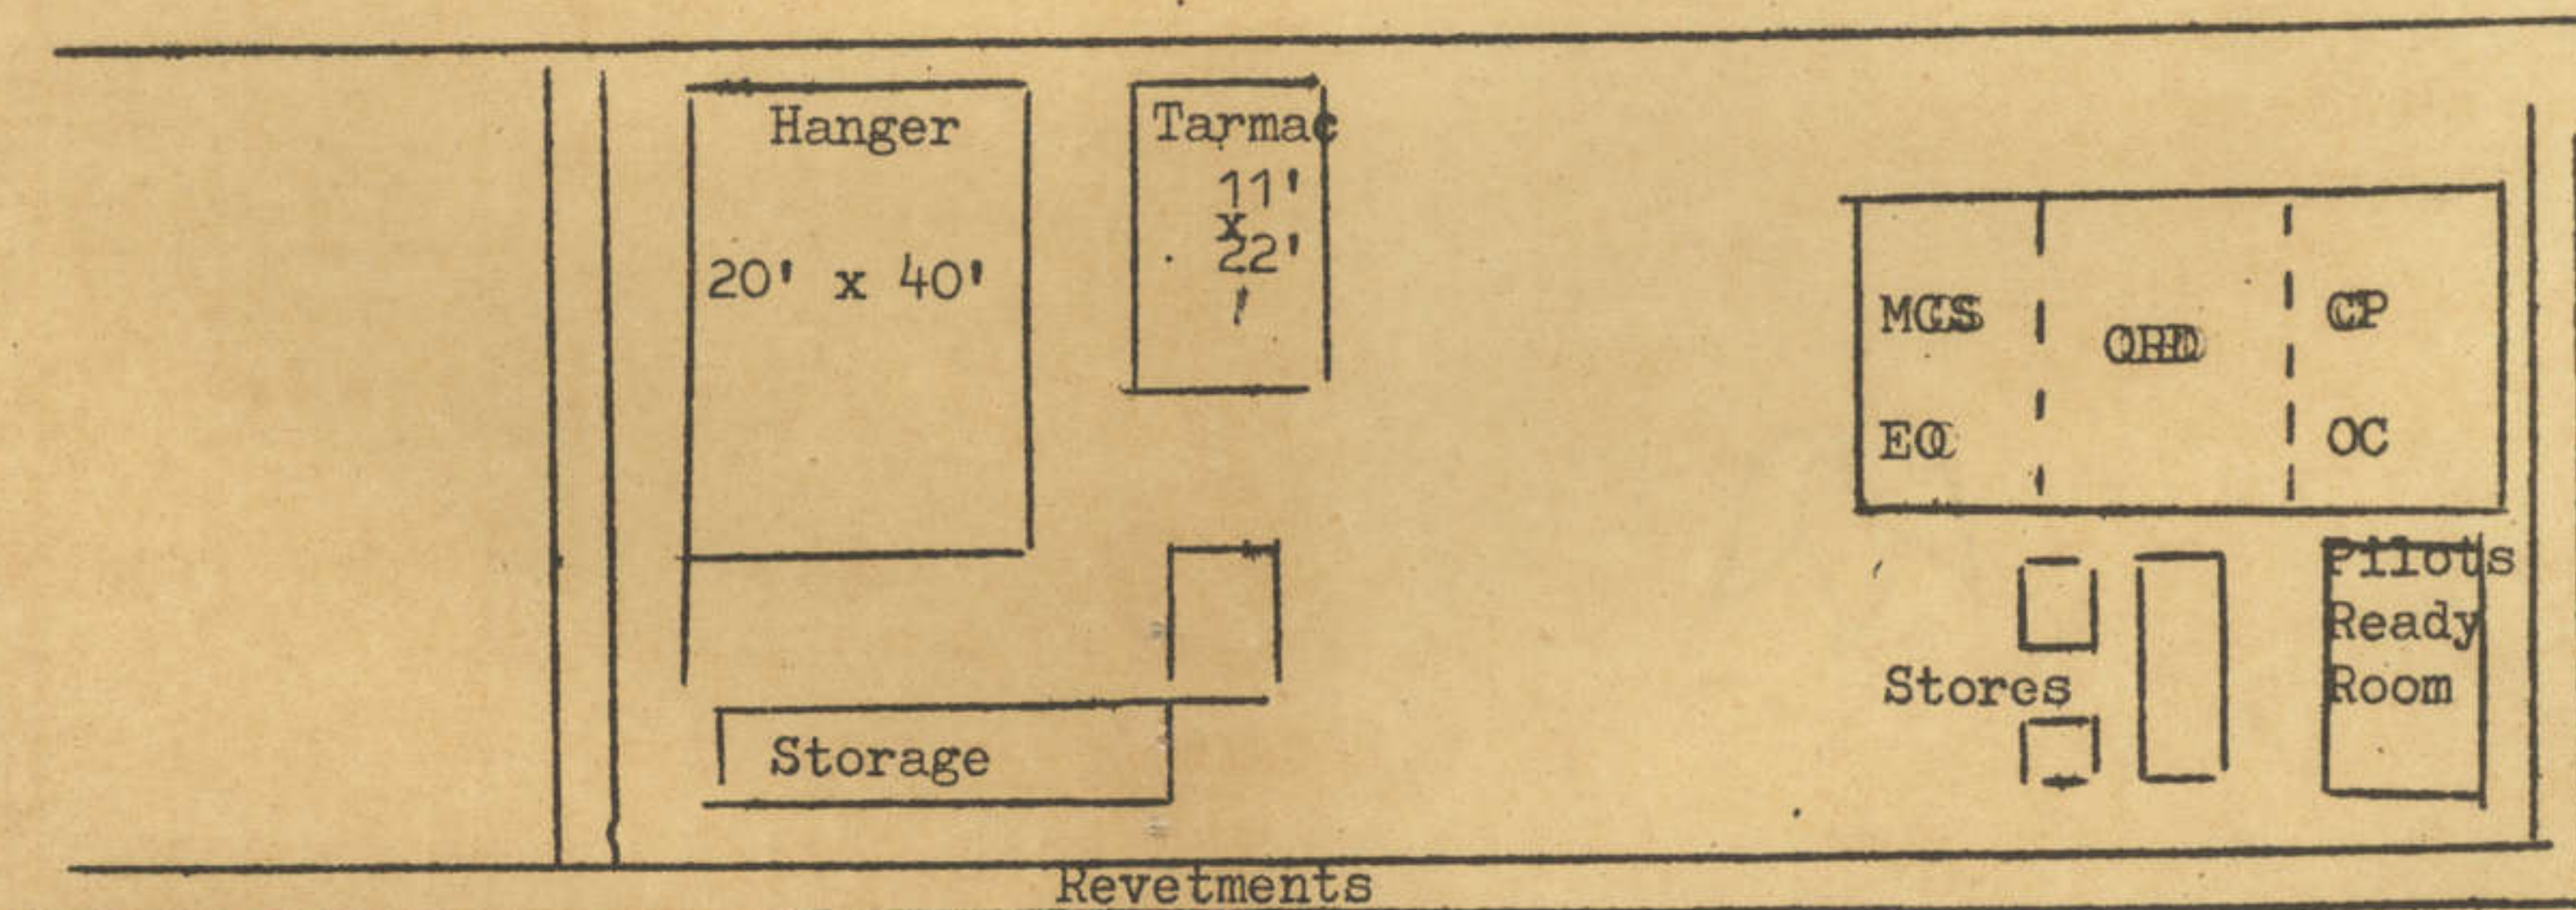 Hanger
20' x 40'
Tarmac
11'
x
22'
MCS
ORD
CP
EO
OC
Pilots
Ready
Room
Stores
Storage
Revetments